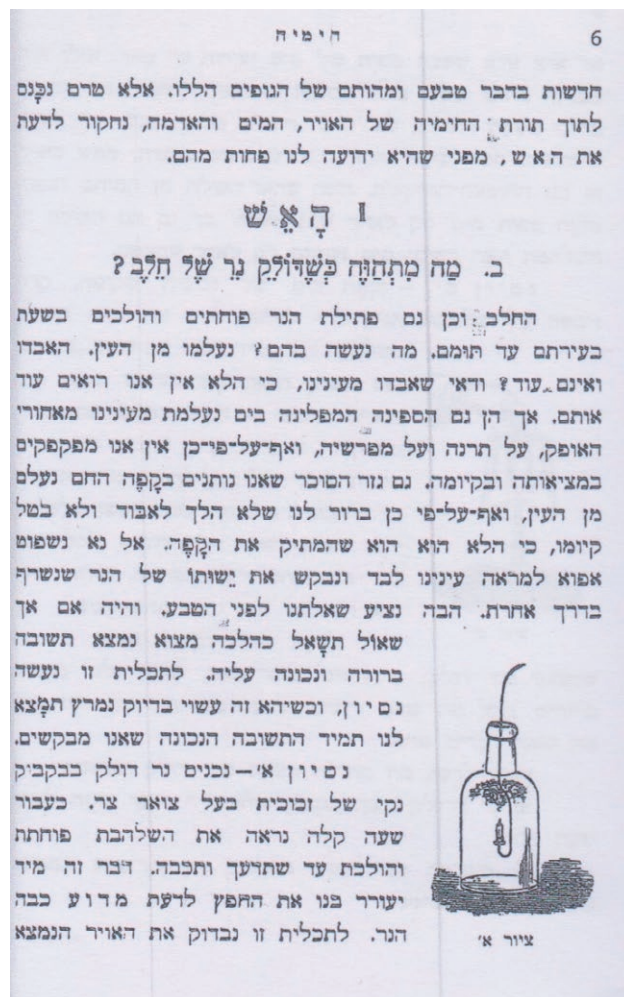 חימיה 6
חדשות בדבר טבעם ומהותם של הגופים הללו. אלא טרם נכָּנס
לתוך תורת החימיה של האויר, המים והאדמה, נחקור לדעת
את האש, מפני שהיא ידועה לנו פחות מהם.
I הָאֵשׁ
ב. מַה מִתְהַוֶּה כְּשֶׁדּוֹלֵק נֵר שֶׁל חֵלֶב?
החלב וכן גם פתילת הנר פוחתים והולכים בשעת
בעירתם עד תומם. מה נעשה בהם? נעלמו מן העין. האבדו
ואינם עוד? ודאי שאבדו מעינינו, כי הלא אין אנו רואים עוד
אותם. אך הן גם הספינה המפלינה בים נעלמת מעינינו מאחורי
האופק, על תרנה ועל מפרשיה, ואף־על־פי־כן אין אנו מפקפקים
במציאותה ובקיומה. גם גזר הסוכר שאנו נותנים בקָפֶה החם נעלם
מן העין, ואף־על־פי כן ברור לנו שלא הלך לאבוד ולא בטל
קיומו, כי הלא הוא הוא שהמתיק את הקָפֶּה. אל נא נשפוט
אפוא למראה עינינו לבד ונבקש את יֵשׁוּתוֹ של הנר שנשרף
בדרך אחרת. הבה נציע שאלתנו לפני הטבע. והיה אם אך
שאול תשָאל כהלכה מצוא נמצא תשובה
ברורה ונכונה עליה. לתכלית זו נעשה
נסיון, וכשיהא זה עשוי בדיוק נמרץ תמָצא
לנו תמיד התשובה הנכונה שאנו מבקשים.
נסיון א׳—נכניס נר דולק בבקביק
נקי של זכוכית בעל צואר צר. כעבור
שעה קלה נראה את השלהבת פוחתת
והולכת עד שתדעך ותכבה. דבר זה מיד
יעורר בנו את החפץ לדעת מדוע כבה
הנר. לתכלית זו נבדוק את האויר הנמצא
ציור א׳